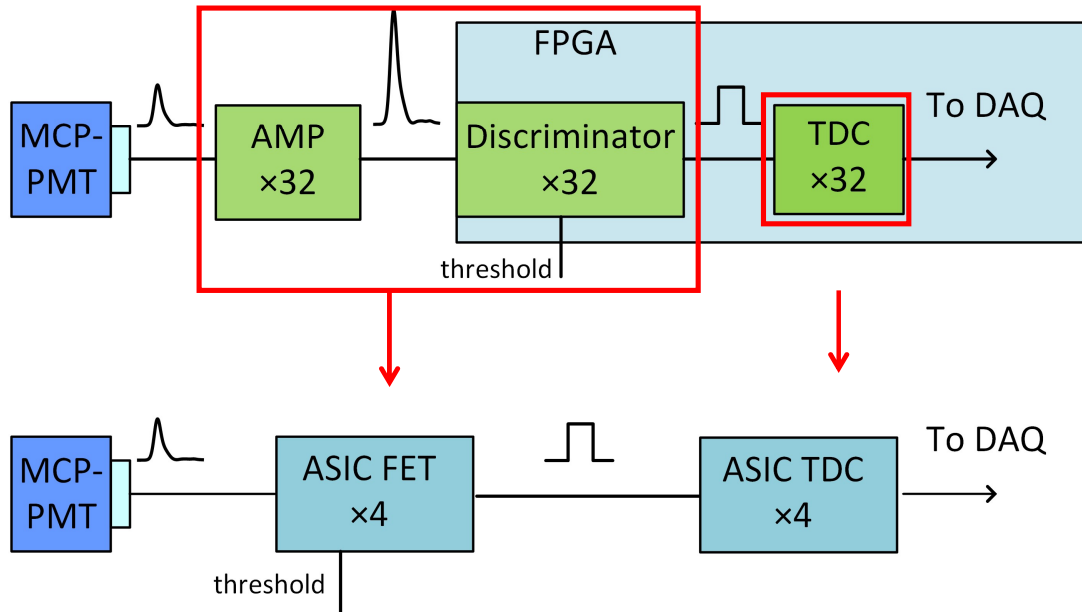 FPGA
MCP-
PMT
AMP
×32
Discriminator
×32
TDC
×32
To DAQ
threshold
MCP-
PMT
ASIC FET
×4
ASIC TDC
×4
To DAQ
threshold